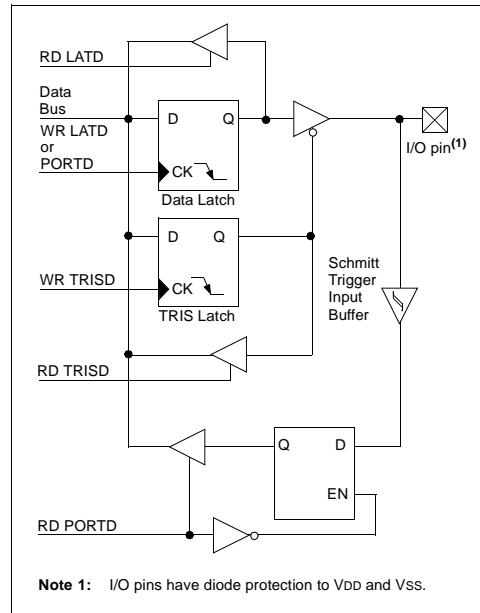 RD LATD
Data
Bus
WR LATD
or
PORTD
D Q
CK
Data Latch
I/O pin(1)
D Q
WR TRISD
CK
TRIS Latch
Schmitt
Trigger
Input
Buffer
RD TRISD
Q D
EN
RD PORTD
Note 1: I/O pins have diode protection to VDD and VSS.